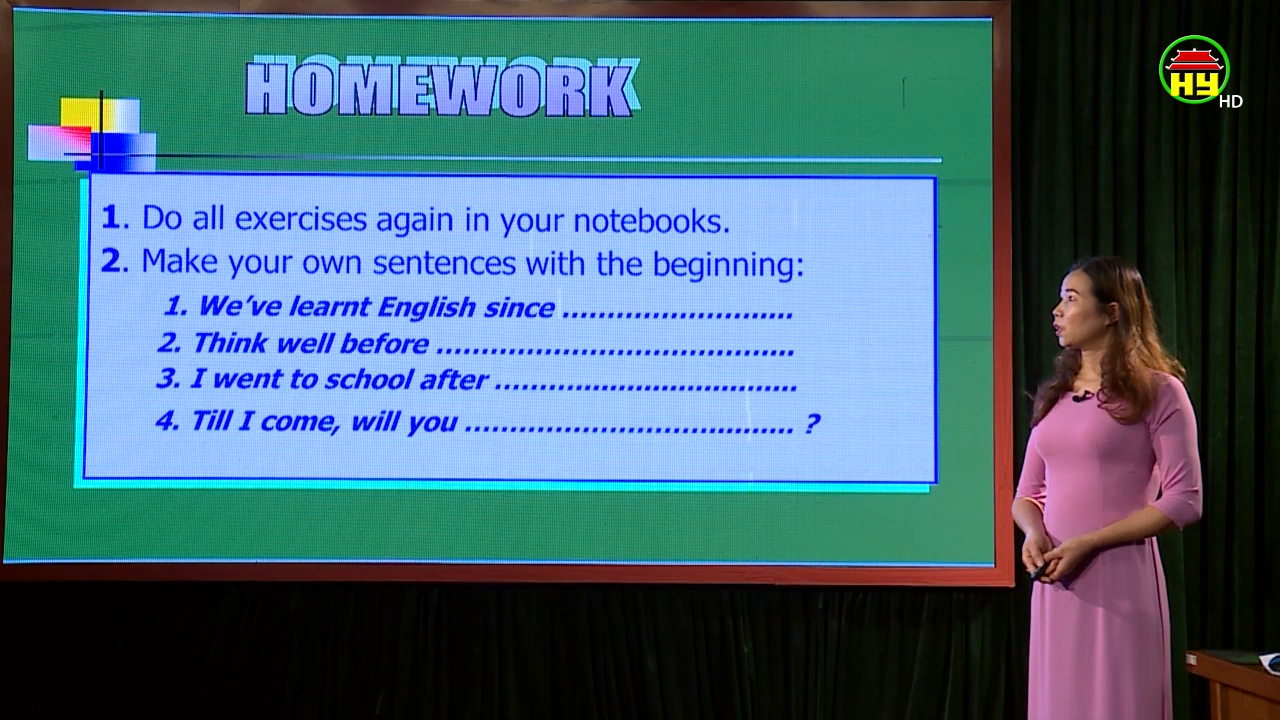 HOMEWORK
HY
HD
1. Do all exercises again in your notebooks.
2. Make your own sentences with the beginning:
1. We’ve learnt English since ..........................
2. Think well before ........................................
3. I went to school after ..................................
4. Till I come, will you ..................................... ?